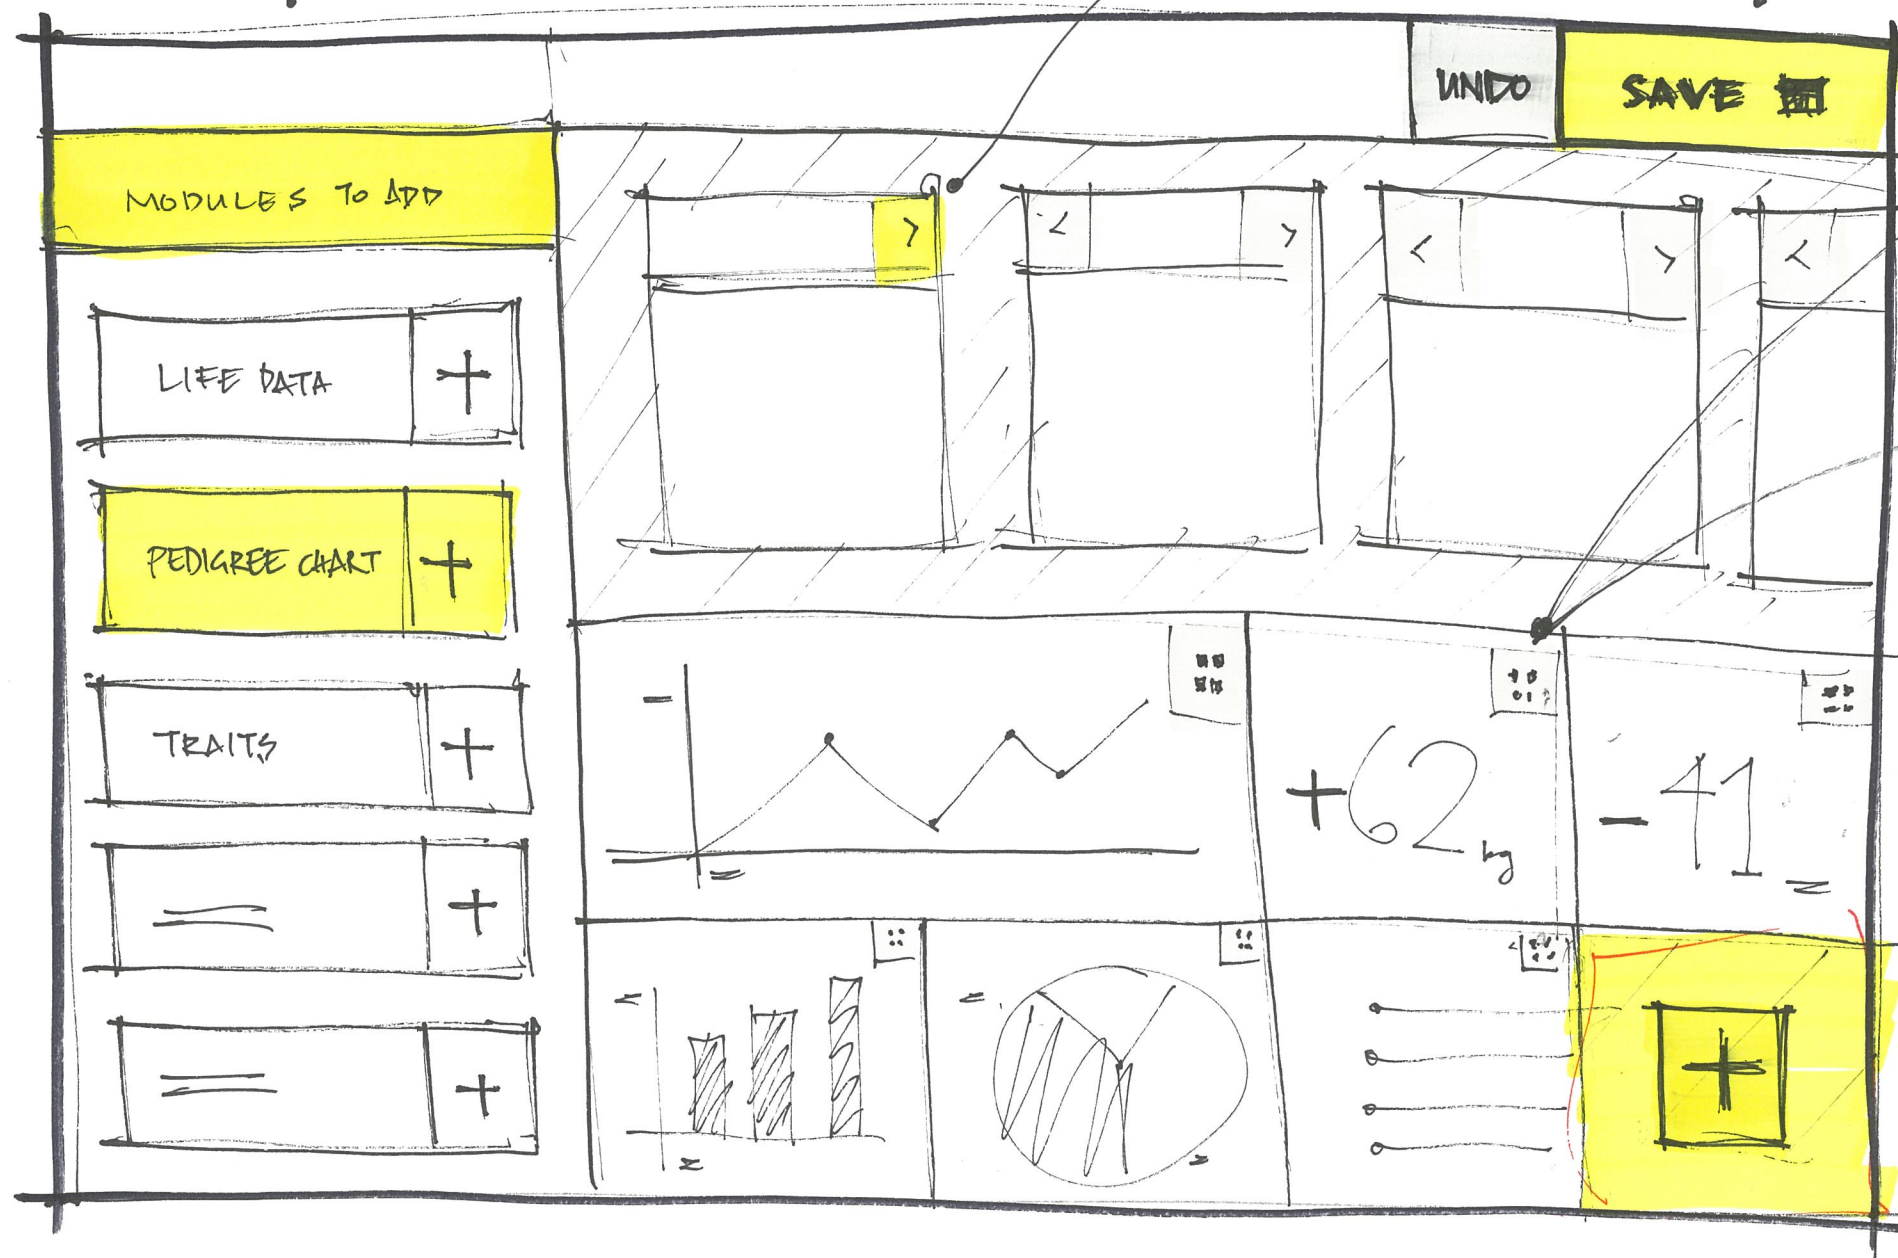 UNDO
SAVE
MODULES TO ADD
>
< >
< >
<
LIFE DATA +
PEDIGREE CHART +
TRAITS +
+
+
+62 kg
-41
+